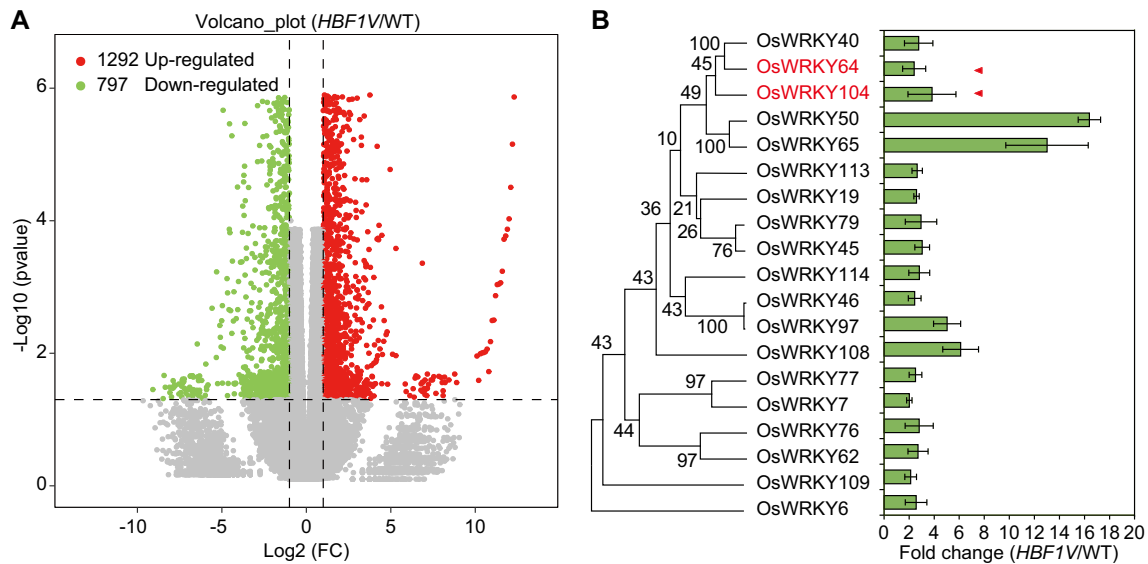 A
Volcano_plot (HBF1V/WT)
1292 Up-regulated
797 Down-regulated
-Log10 (pvalue)
6
4
2
0
-10
-5
0
5
10
Log2 (FC)
B
OsWRKY40
OsWRKY64
OsWRKY104
OsWRKY50
OsWRKY65
OsWRKY113
OsWRKY19
OsWRKY79
OsWRKY45
OsWRKY114
OsWRKY46
OsWRKY97
OsWRKY108
OsWRKY77
OsWRKY7
OsWRKY76
OsWRKY62
OsWRKY109
OsWRKY6
100
45
49
100
10
21
26
76
36
43
43
100
43
97
44
97
0 2 4 6 8 10 12 14 16 18 20
Fold change (HBF1V/WT)